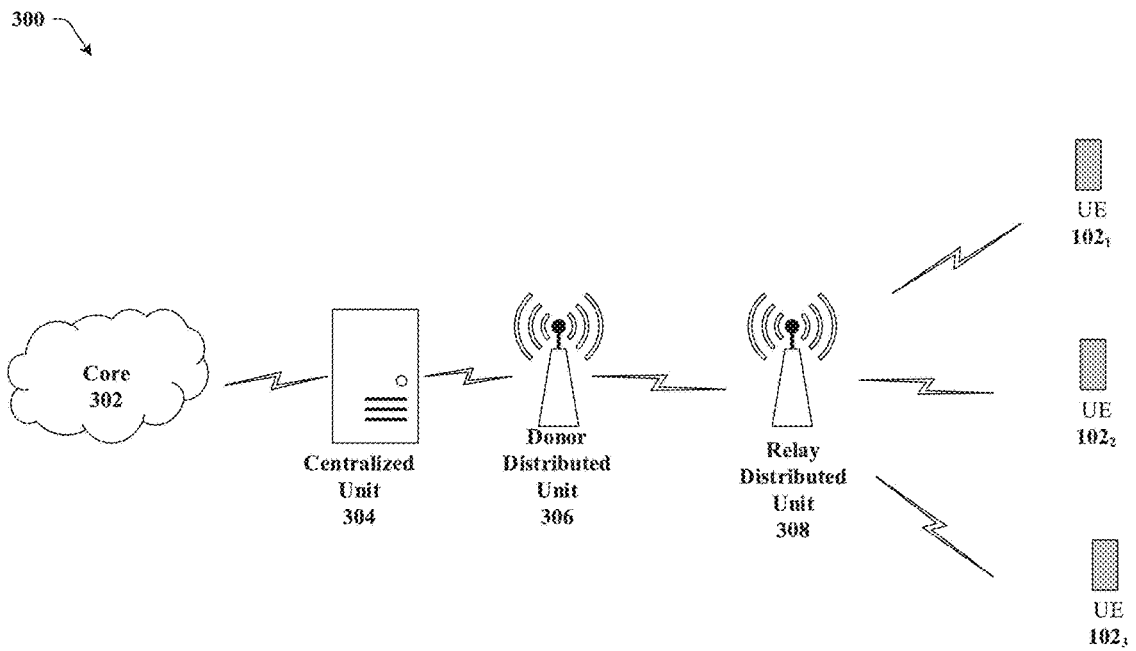 300
UE
102₁
Core
302
UE
102₂
Centralized
Unit
304
Donor
Distributed
Unit
306
Relay
Distributed
Unit
308
UE
102₃